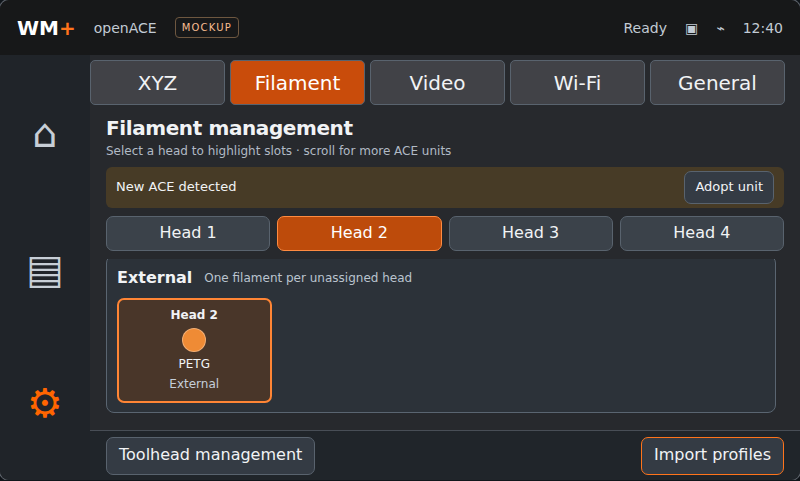 WM+ openACE MOCKUP Ready 12:40
XYZ Filament Video Wi-Fi General
Filament management
Select a head to highlight slots · scroll for more ACE units
New ACE detected Adopt unit
Head 1 Head 2 Head 3 Head 4
External One filament per unassigned head
Head 2
PETG
External
Toolhead management Import profiles